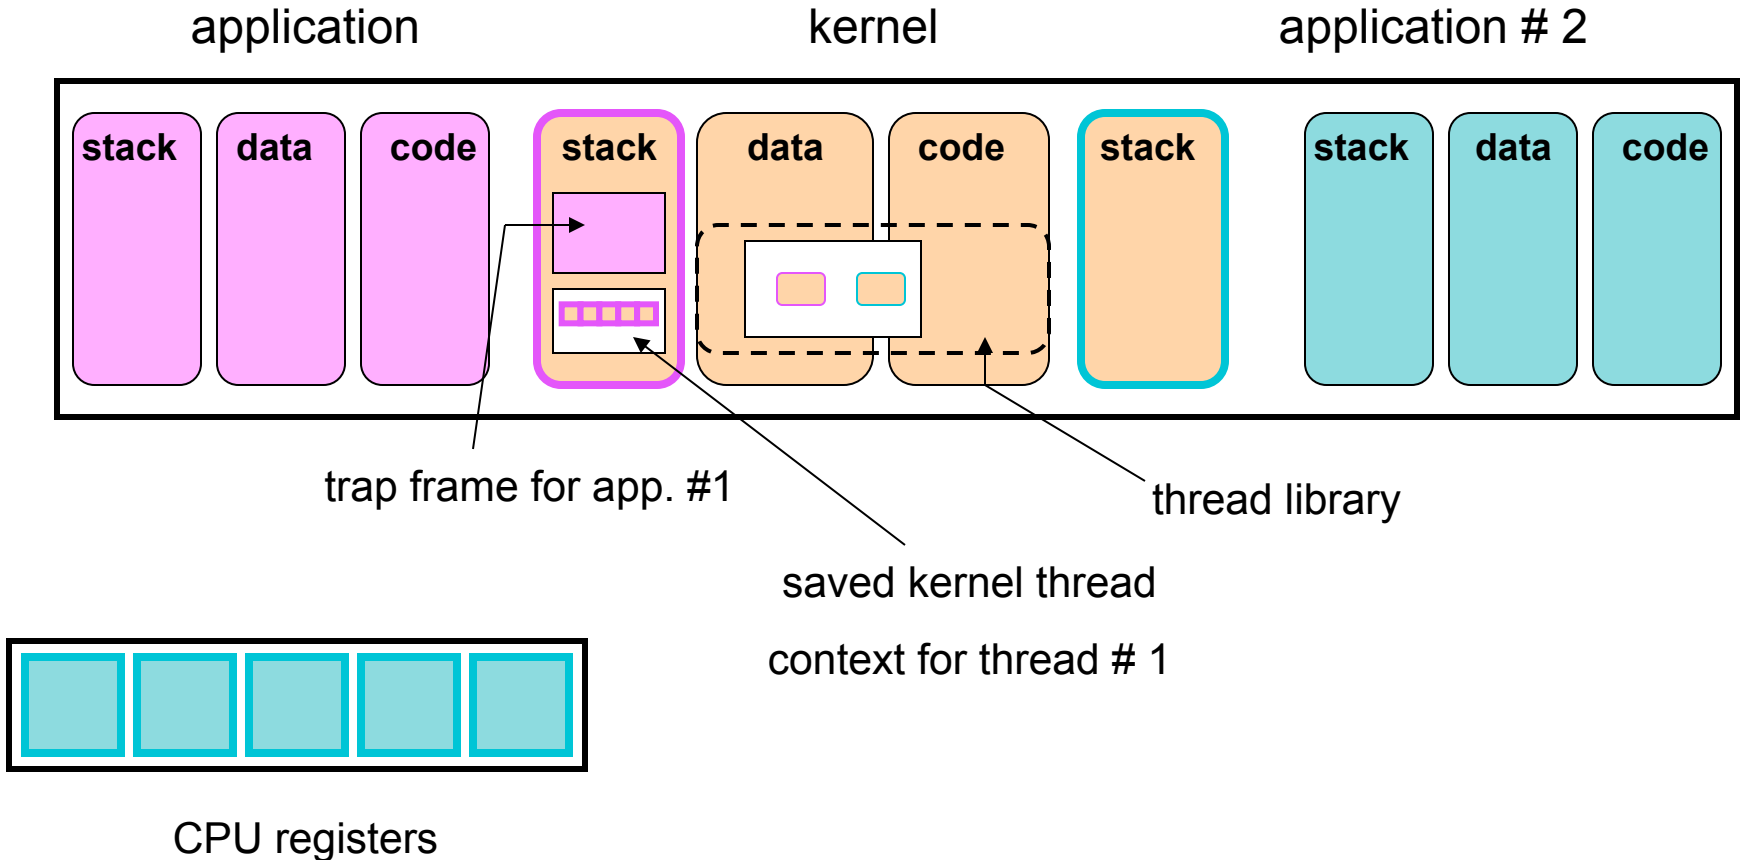 application kernel application # 2
stack data code stack data code stack stack data code
trap frame for app. #1
thread library
saved kernel thread
context for thread # 1
CPU registers